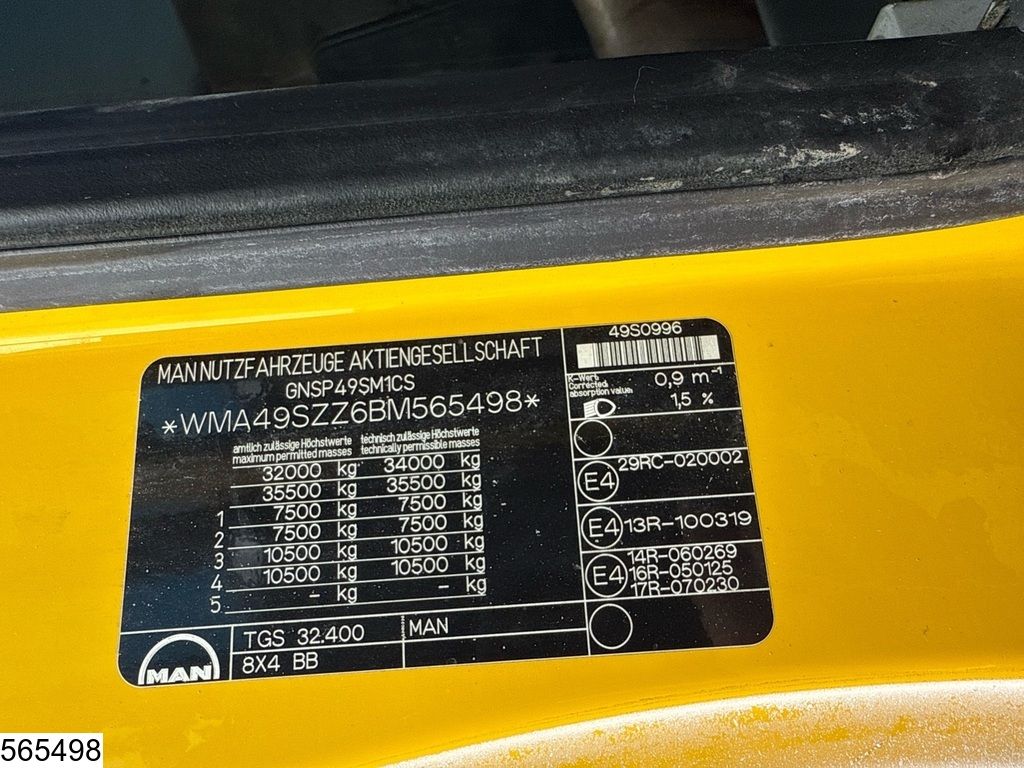 MAN NUTZFAHRZEUGE AKTIENGESELLSCHAFT
GNSP49SM1CS
*WMA49SZZ6BM565498*
amtlich zulässige Höchstwerte technisch zulässige Höchstwerte
maximum permitted masses technically permissible masses
32000 kg 34000 kg
35500 kg 35500 kg
1 7500 kg 7500 kg
2 7500 kg 7500 kg
3 10500 kg 10500 kg
4 10500 kg 10500 kg
5 - kg - kg
MAN
TGS 32.400
8X4 BB
MAN
49S0996
K-Wert:
Corrected
absorption value:
0,9 m⁻¹
1,5 %
E4 29RC-020002
E4 13R-100319
14R-060269
E4 16R-050125
17R-070230
565498